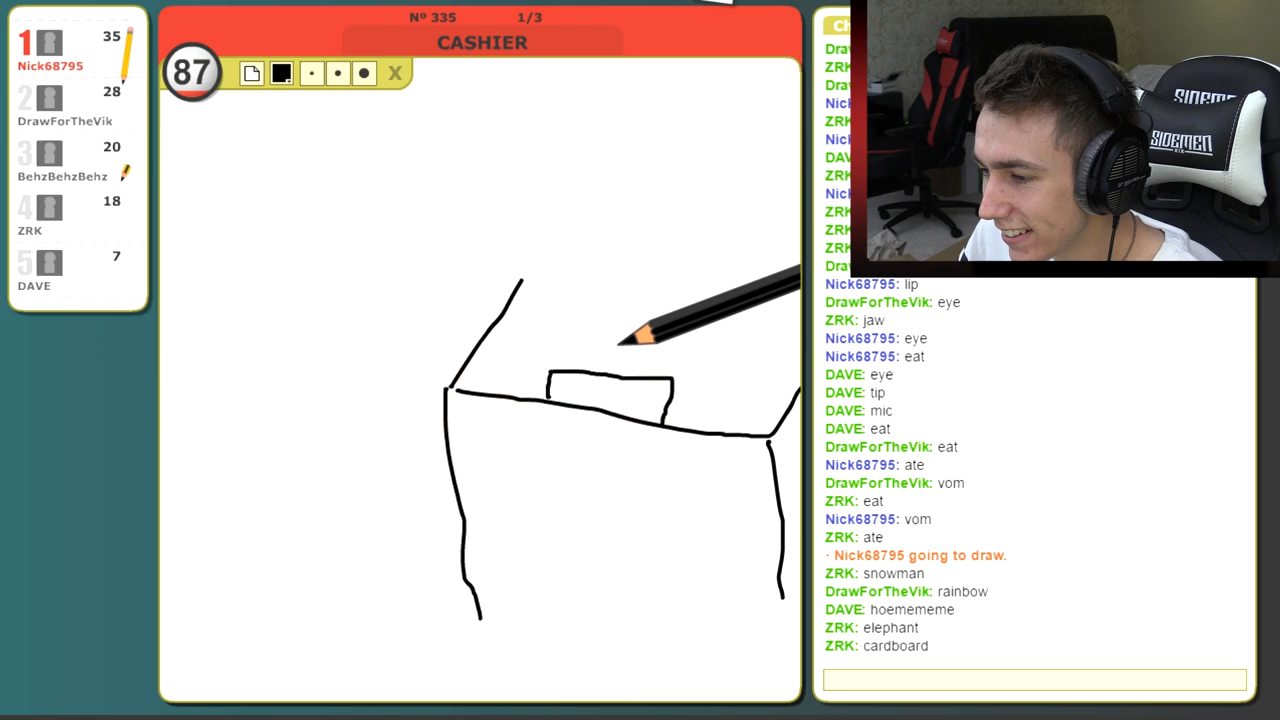 1
35
Nick68795
2
28
DrawForTheVik
3
20
BehzBehzBehz
4
18
ZRK
5
7
DAVE
Nº 335
1/3
CASHIER
87
X
SIDEMEN
Nick68795: lip
DrawForTheVik: eye
ZRK: jaw
Nick68795: eye
Nick68795: eat
DAVE: eye
DAVE: tip
DAVE: mic
DAVE: eat
DrawForTheVik: eat
Nick68795: ate
DrawForTheVik: vom
ZRK: eat
Nick68795: vom
ZRK: ate
· Nick68795 going to draw.
ZRK: snowman
DrawForTheVik: rainbow
DAVE: hoemememe
ZRK: elephant
ZRK: cardboard